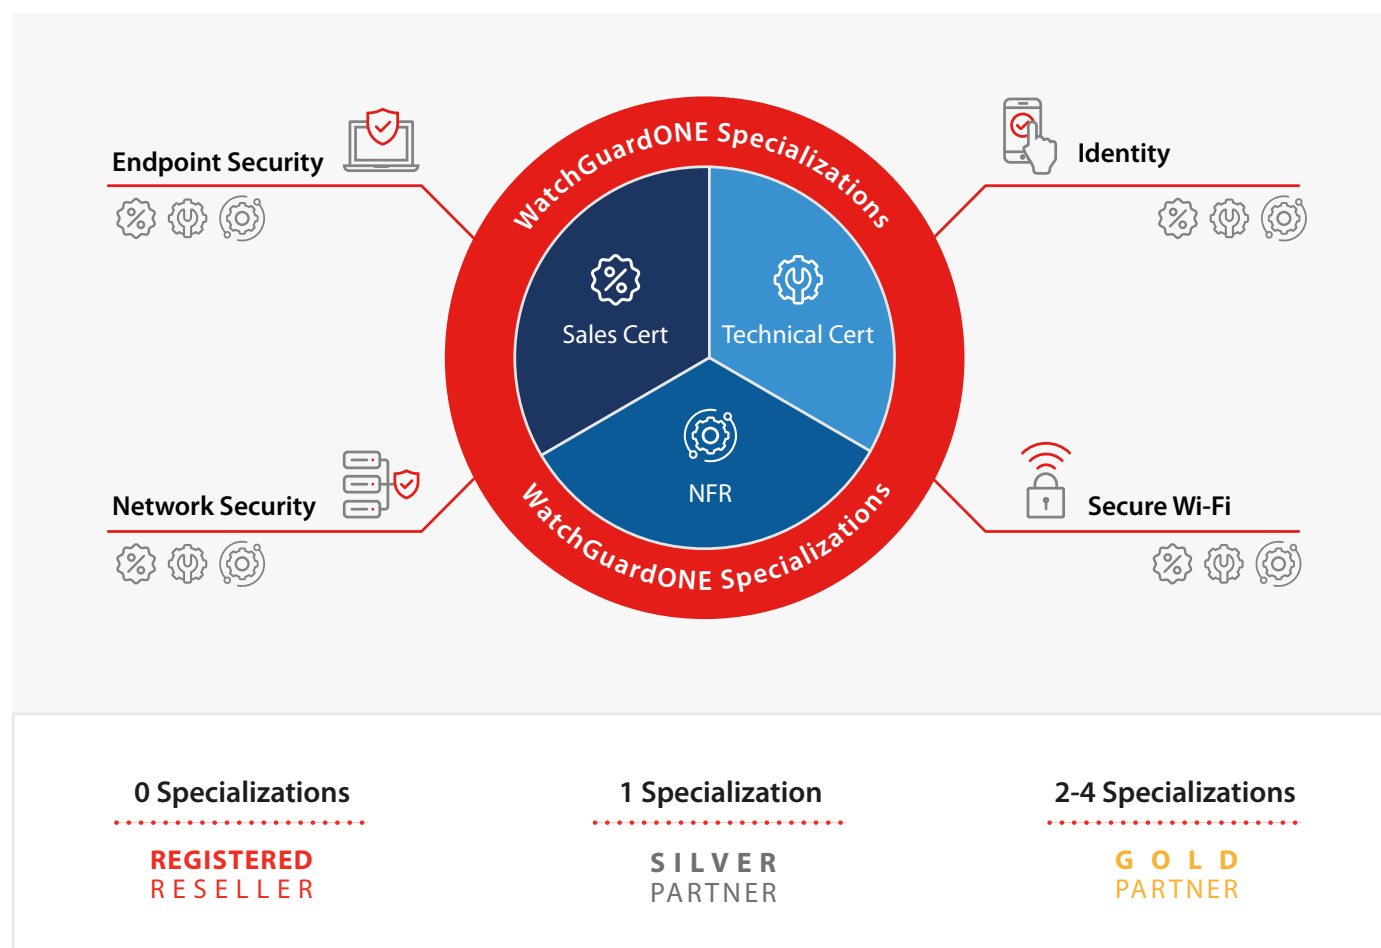 WatchGuardONE Specializations
Endpoint Security
Identity
Sales Cert
Technical Cert
NFR
Network Security
Secure Wi-Fi
WatchGuardONE Specializations
0 Specializations
REGISTERED
RESELLER
1 Specialization
SILVER
PARTNER
2-4 Specializations
GOLD
PARTNER